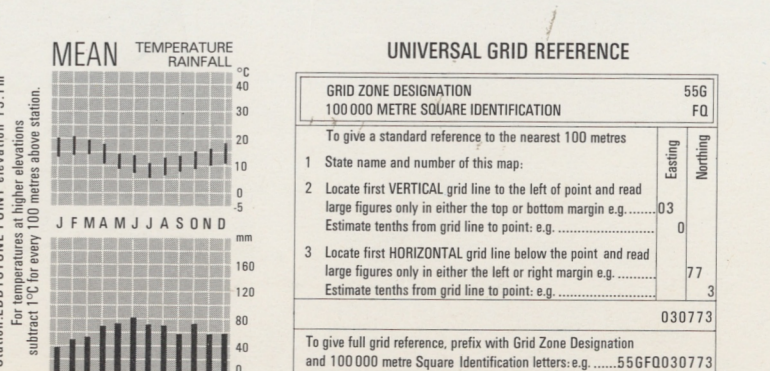 Station:EDDYSTONE POINT elevation
For temperatures at higher elevations
subtract 1°C for every 100 metres above station.
MEAN TEMPERATURE
RAINFALL
°C
40
30
20
10
0
-5
J F M A M J J A S O N D
mm
160
120
80
40
0
UNIVERSAL GRID REFERENCE
GRID ZONE DESIGNATION 55G
100 000 METRE SQUARE IDENTIFICATION FQ
To give a standard reference to the nearest 100 metres
Easting
Northing
1 State name and number of this map:
2 Locate first VERTICAL grid line to the left of point and read
large figures only in either the top or bottom margin e.g. ....... 03
Estimate tenths from grid line to point: e.g. ............................ 0
3 Locate first HORIZONTAL grid line below the point and read
large figures only in either the left or right margin e.g. .......... 77
Estimate tenths from grid line to point: e.g. ............................ 3
030773
To give full grid reference, prefix with Grid Zone Designation
and 100 000 metre Square Identification letters: e.g. ......55GFQ030773